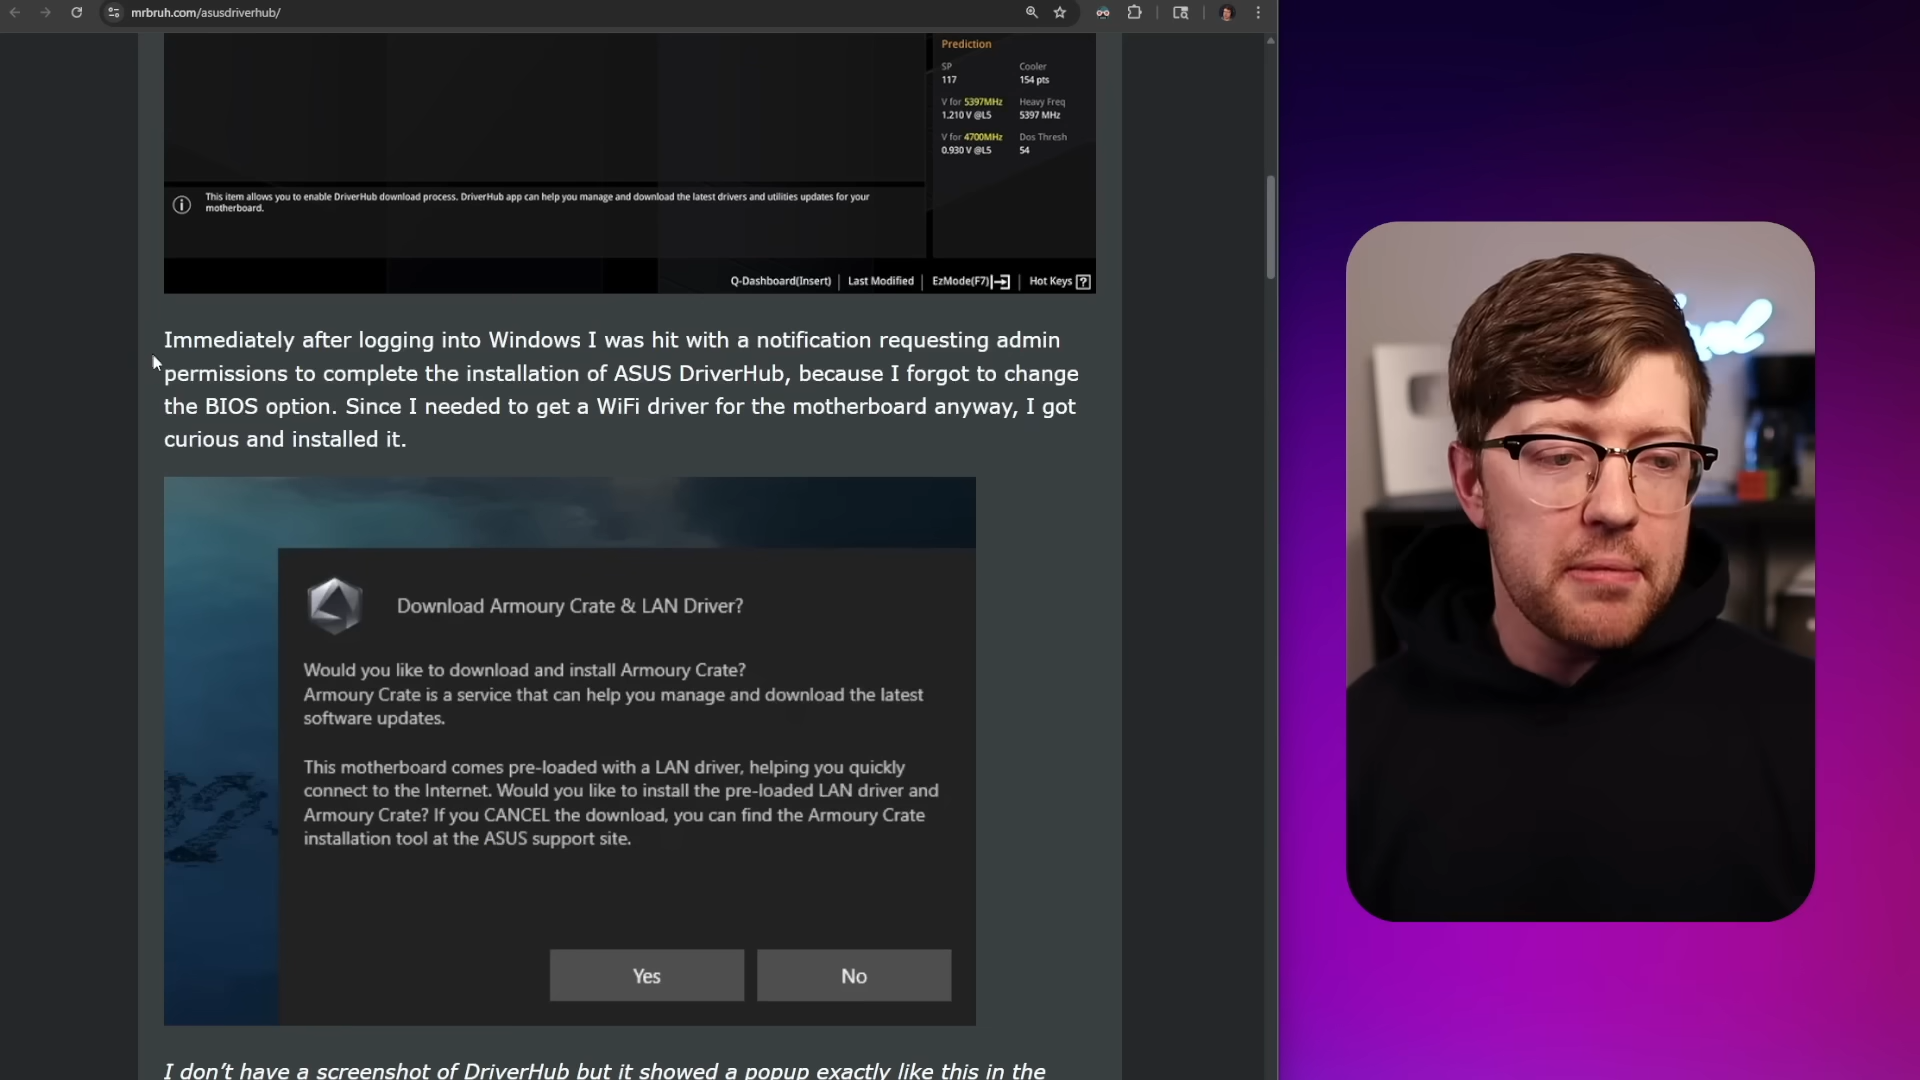 mrbruh.com/asusdriverhub/
Prediction
SP Cooler
117 154 pts
V for 5397MHz Heavy Freq
1.210 V @L5 5397 MHz
V for 4700MHz Dos Thresh
0.930 V @L5 54
This item allows you to enable DriverHub download process. DriverHub app can help you manage and download the latest drivers and utilities updates for your
motherboard.
Q-Dashboard(Insert) Last Modified EzMode(F7) Hot Keys ?
Immediately after logging into Windows I was hit with a notification requesting admin
permissions to complete the installation of ASUS DriverHub, because I forgot to change
the BIOS option. Since I needed to get a WiFi driver for the motherboard anyway, I got
curious and installed it.
Download Armoury Crate & LAN Driver?
Would you like to download and install Armoury Crate?
Armoury Crate is a service that can help you manage and download the latest
software updates.
This motherboard comes pre-loaded with a LAN driver, helping you quickly
connect to the Internet. Would you like to install the pre-loaded LAN driver and
Armoury Crate? If you CANCEL the download, you can find the Armoury Crate
installation tool at the ASUS support site.
Yes No
I don't have a screenshot of DriverHub but it showed a popup exactly like this in the